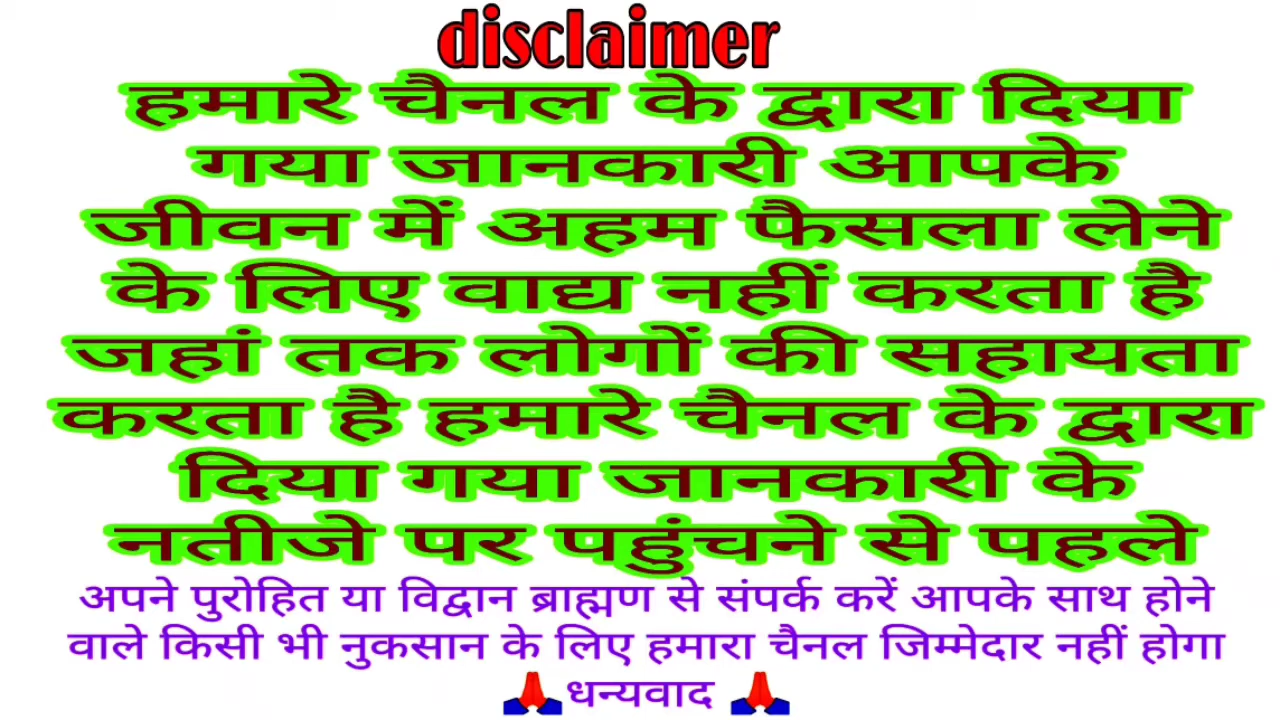 disclaimer
हमारे चैनल के द्वारा दिया
गया जानकारी आपके
जीवन में अहम फैसला लेने
के लिए वाद्य नहीं करता है
जहां तक लोगों की सहायता
करता है हमारे चैनल के द्वारा
दिया गया जानकारी के
नतीजे पर पहुंचने से पहले
अपने पुरोहित या विद्वान ब्राह्मण से संपर्क करें आपके साथ होने
वाले किसी भी नुकसान के लिए हमारा चैनल जिम्मेदार नहीं होगा
🙏धन्यवाद 🙏